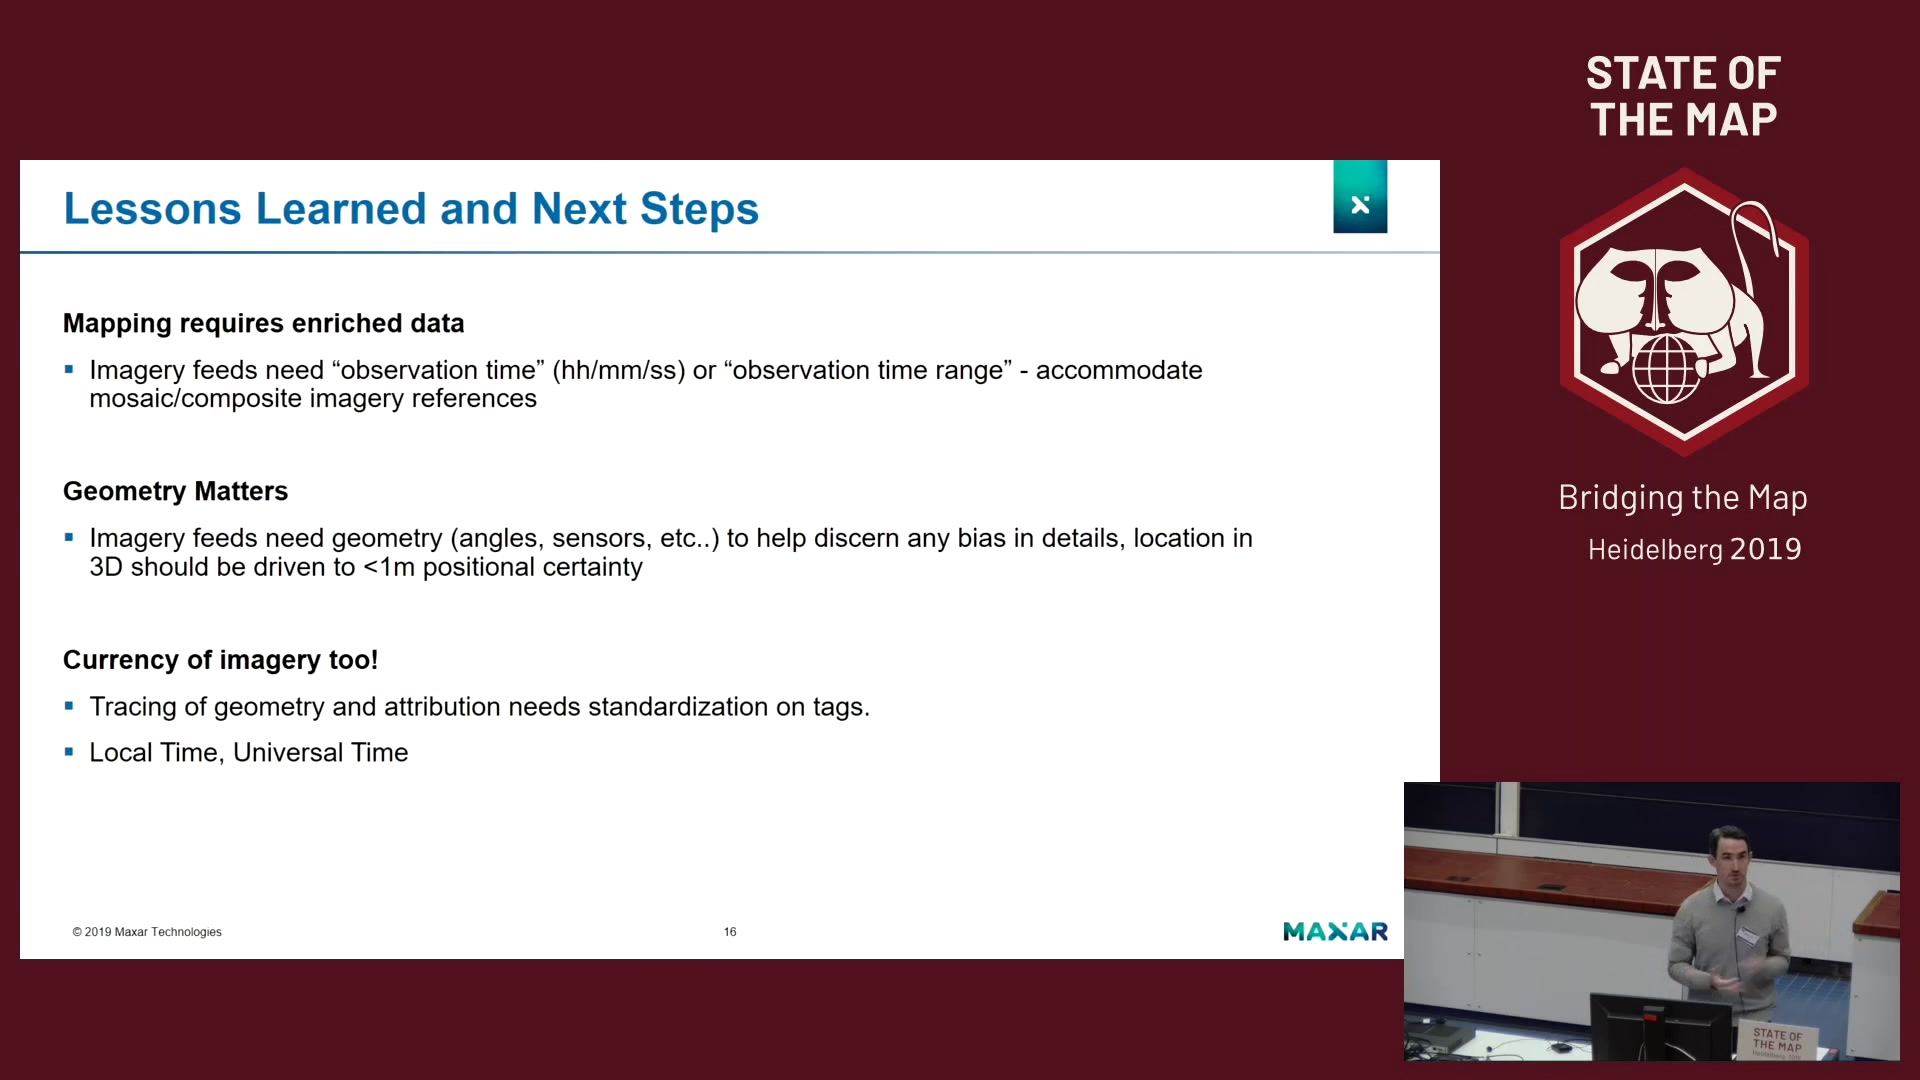 STATE OF
THE MAP
Lessons Learned and Next Steps
Mapping requires enriched data
▪ Imagery feeds need “observation time” (hh/mm/ss) or “observation time range” - accommodate
mosaic/composite imagery references
Geometry Matters
▪ Imagery feeds need geometry (angles, sensors, etc..) to help discern any bias in details, location in
3D should be driven to <1m positional certainty
Currency of imagery too!
▪ Tracing of geometry and attribution needs standardization on tags.
▪ Local Time, Universal Time
© 2019 Maxar Technologies
16
MAXAR
Bridging the Map
Heidelberg 2019
STATE OF
THE MAP
Heidelberg 2019